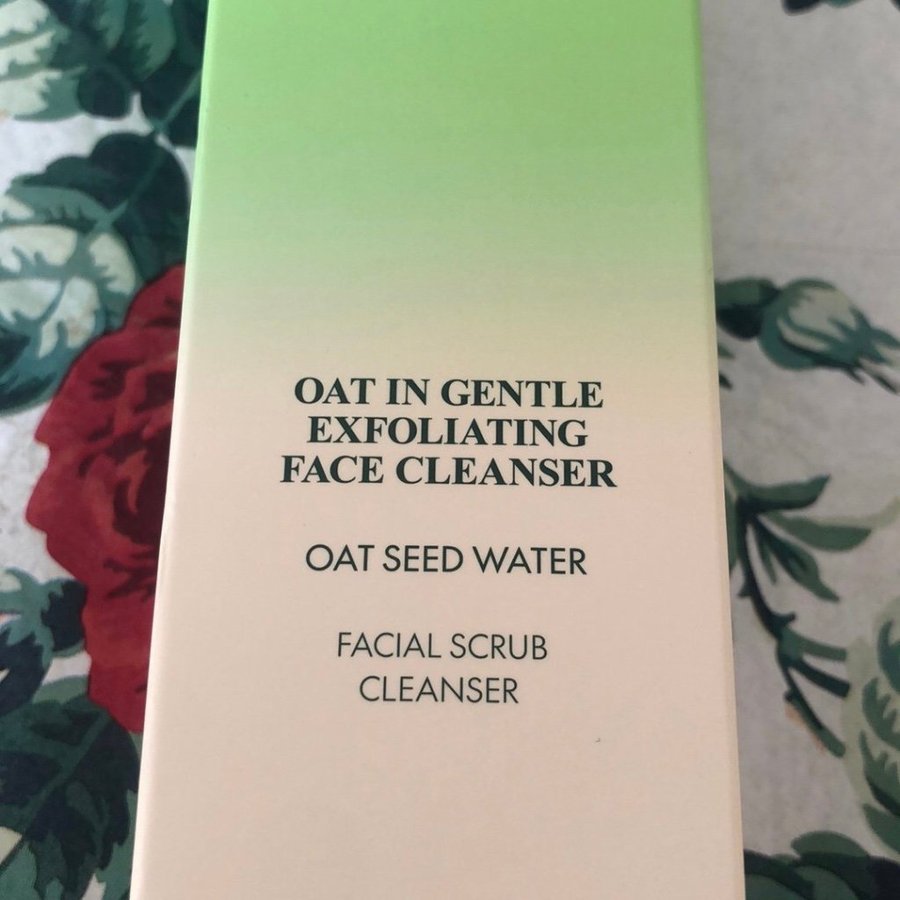 OAT IN GENTLE
EXFOLIATING
FACE CLEANSER
OAT SEED WATER
FACIAL SCRUB
CLEANSER